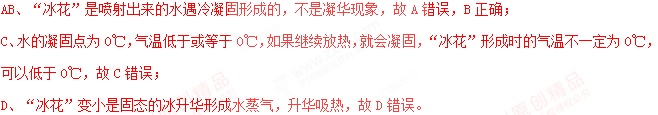 AB、“冰花”是喷射出来的水遇冷凝固形成的，不是凝华现象，故A错误，B正确；
C、水的凝固点为0℃，气温低于或等于0℃，如果继续放热，就会凝固，“冰花”形成时的气温不一定为0℃，
可以低于0℃，故C错误；
D、“冰花”变小是固态的冰升华形成水蒸气，升华吸热，故D错误。
原创精品